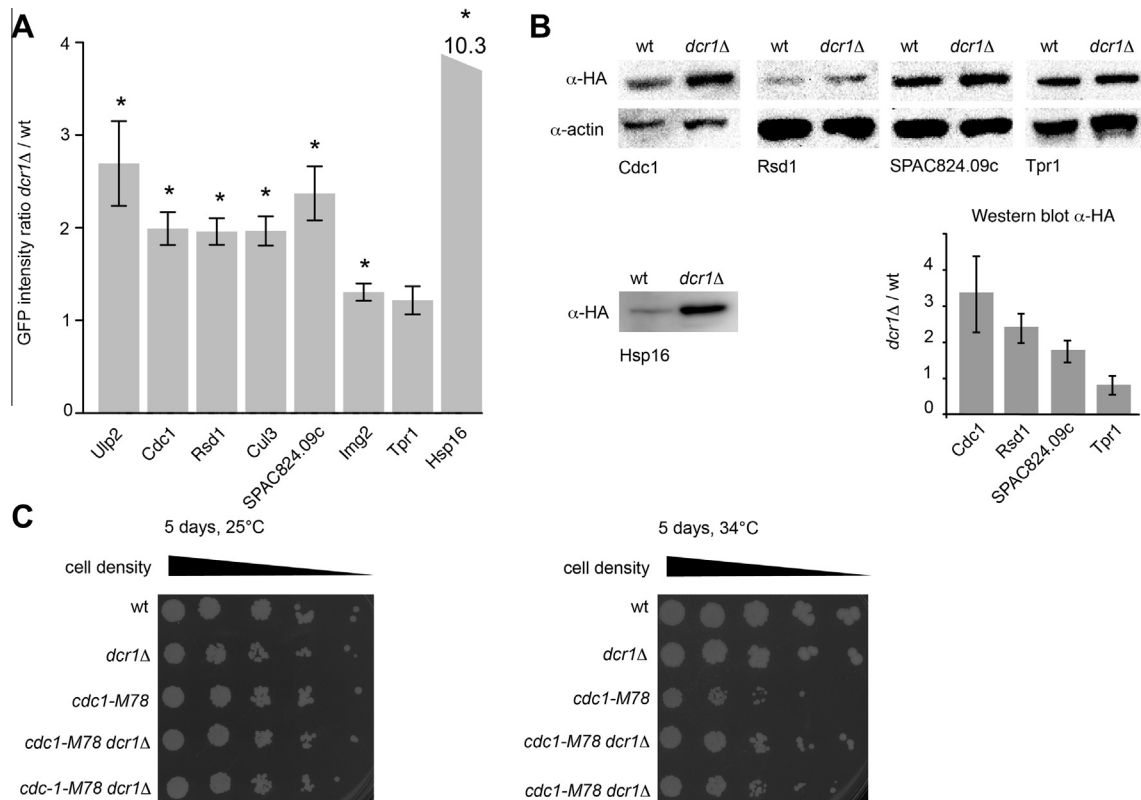 A
GFP intensity ratio dcr1Δ / wt
4
3
2
1
0
*
*
*
*
*
*
*
10.3
Ulp2
Cdc1
Rsd1
Cul3
SPAC824.09c
Img2
Tpr1
Hsp16
B
wt dcr1Δ wt dcr1Δ wt dcr1Δ wt dcr1Δ
α-HA
α-actin
Cdc1 Rsd1 SPAC824.09c Tpr1
wt dcr1Δ
α-HA
Hsp16
Western blot α-HA
dcr1Δ / wt
4
3
2
1
0
Cdc1
Rsd1
SPAC824.09c
Tpr1
C
5 days, 25°C
cell density
wt
dcr1Δ
cdc1-M78
cdc1-M78 dcr1Δ
cdc-1-M78 dcr1Δ
5 days, 34°C
cell density
wt
dcr1Δ
cdc1-M78
cdc1-M78 dcr1Δ
cdc1-M78 dcr1Δ